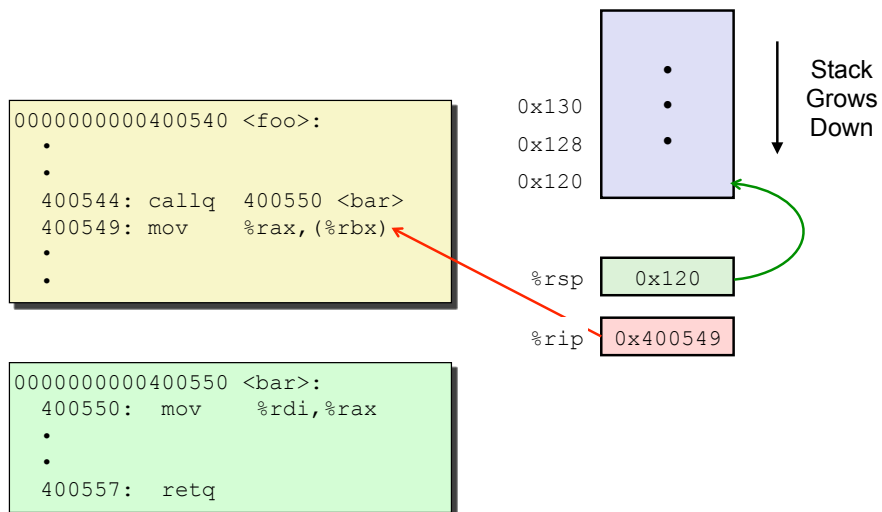 0000000000400540 <foo>:
•
•
400544: callq 400550 <bar>
400549: mov %rax,(%rbx)
•
•
0000000000400550 <bar>:
400550: mov %rdi,%rax
•
•
400557: retq
0x130
0x128
0x120
•
•
•
Stack
Grows
Down
%rsp 0x120
%rip 0x400549